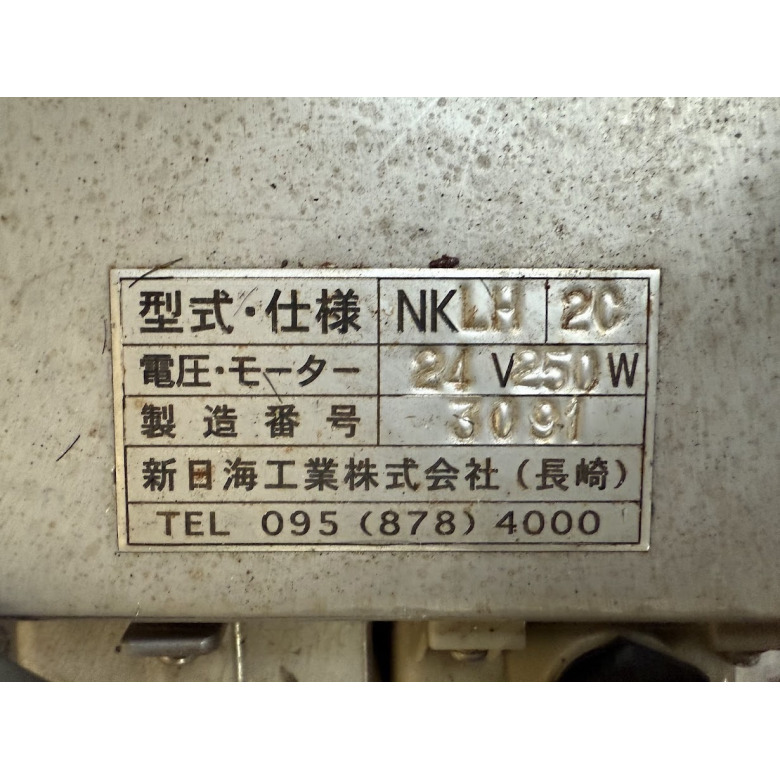 型式・仕様 NKLH 2C
電圧・モーター 24 V 250 W
製造番号 3091
新日海工業株式会社(長崎)
TEL 095(878)4000